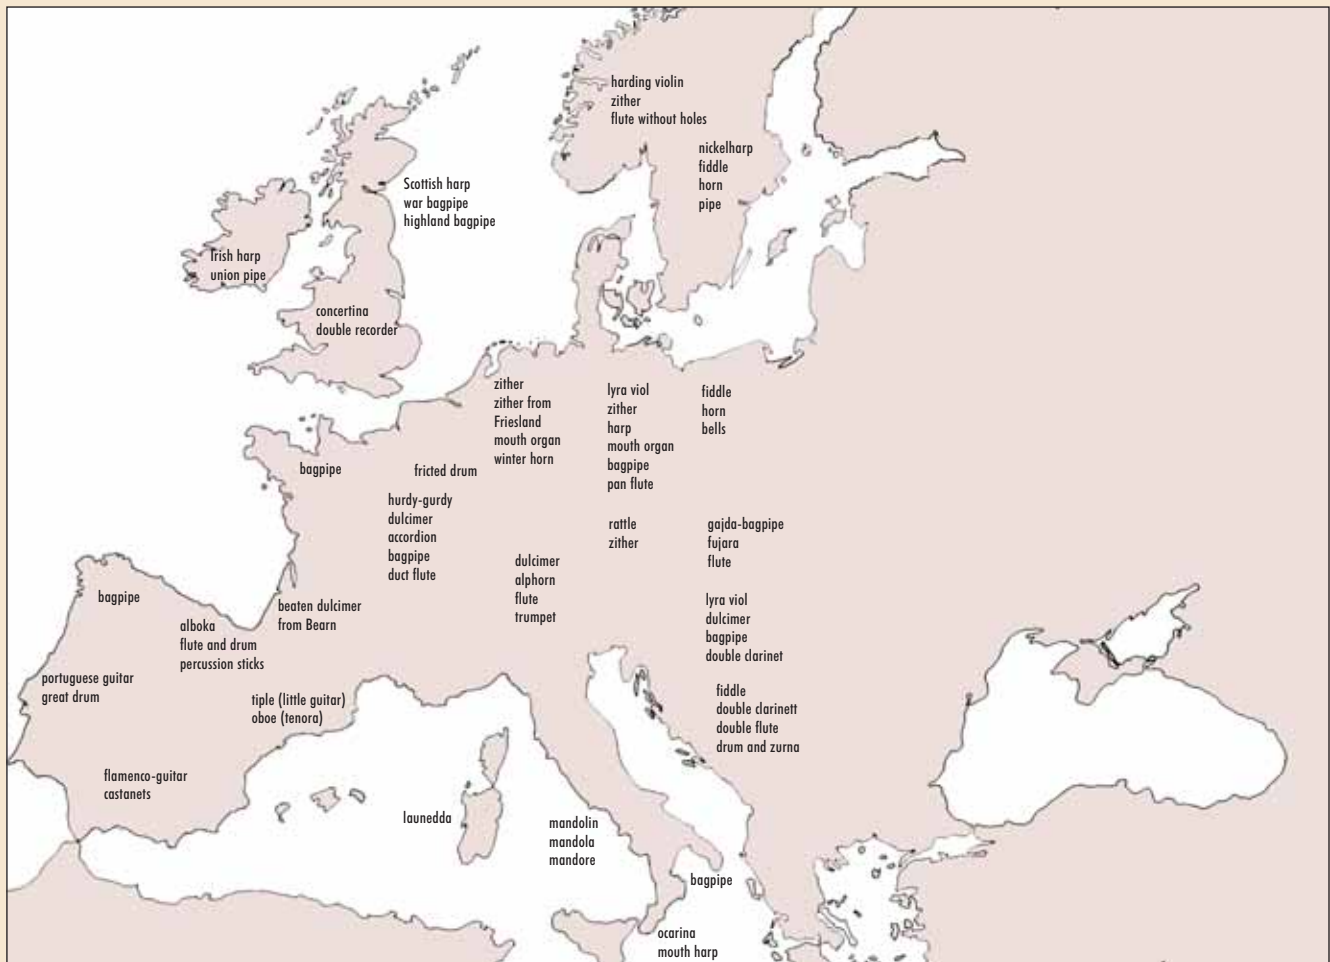 harding violin
zither
flute without holes
nickelharp
fiddle
horn
pipe
Scottish harp
war bagpipe
highland bagpipe
Irish harp
union pipe
concertina
double recorder
zither
zither from
Friesland
mouth organ
winter horn
lyra viol
zither
harp
mouth organ
bagpipe
pan flute
fiddle
horn
bells
bagpipe
fricted drum
hurdy-gurdy
dulcimer
accordion
bagpipe
duct flute
rattle
zither
gajda-bagpipe
fujara
flute
dulcimer
alphorn
flute
trumpet
bagpipe
beaten dulcimer
from Bearn
alboka
flute and drum
percussion sticks
lyra viol
dulcimer
bagpipe
double clarinet
portuguese guitar
great drum
tiple (little guitar)
oboe (tenora)
fiddle
double clarinett
double flute
drum and zurna
flamenco-guitar
castanets
launedda
mandolin
mandola
mandore
bagpipe
ocarina
mouth harp